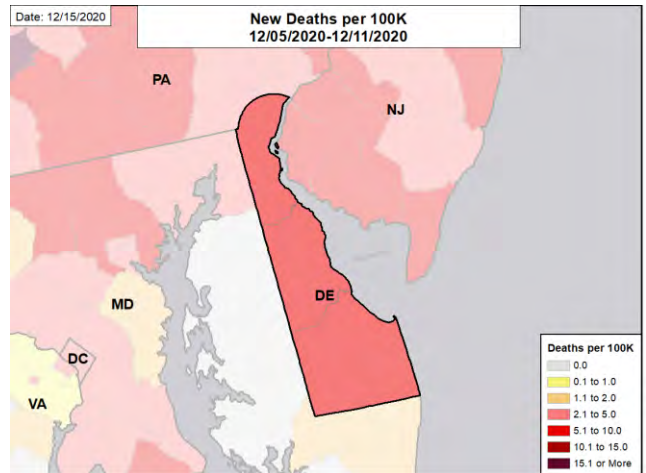 Date: 12/15/2020
New Deaths per 100K
12/05/2020-12/11/2020
PA
NJ
DE
MD
DC
VA
Deaths per 100K
0.0
0.1 to 1.0
1.1 to 2.0
2.1 to 5.0
5.1 to 10.0
10.1 to 15.0
15.1 or More